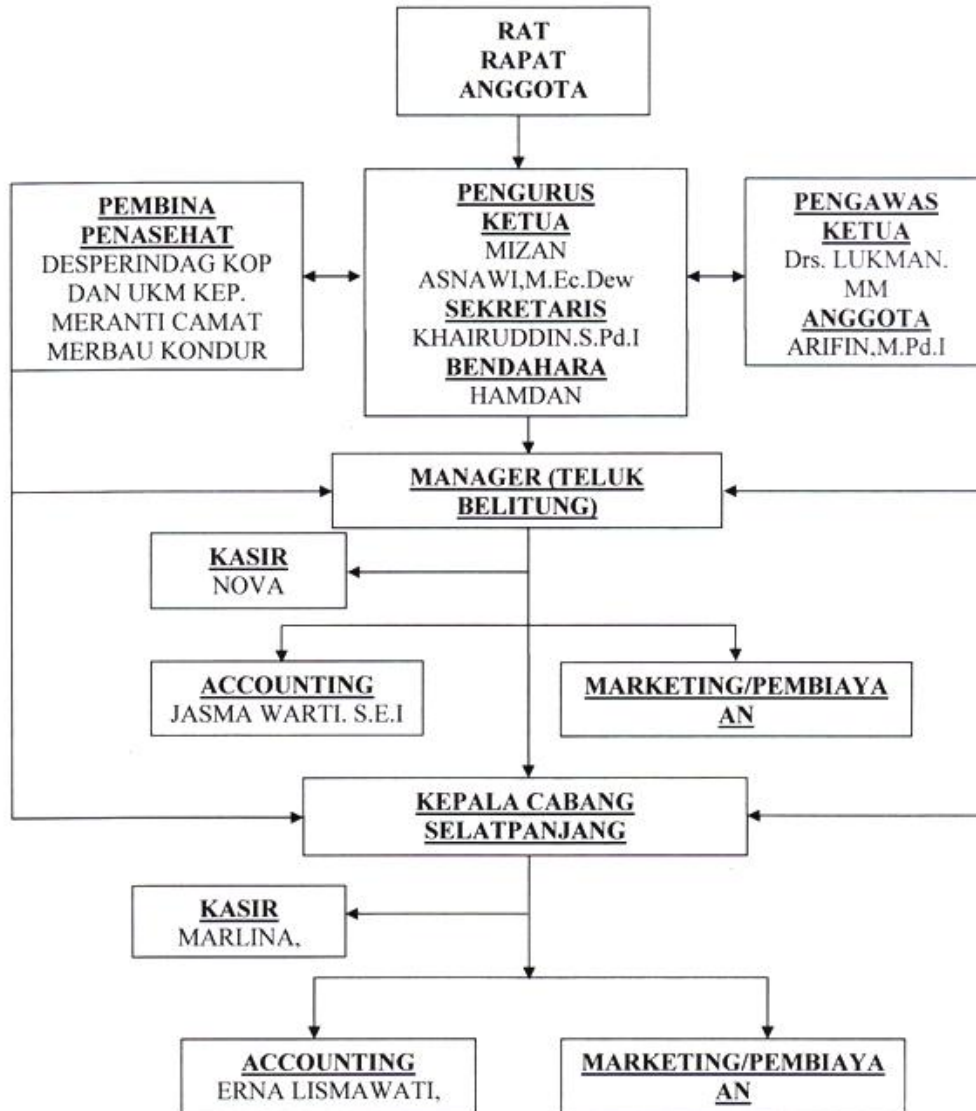 RAT
RAPAT
ANGGOTA
PEMBINA
PENASEHAT
DESPERINDAG KOP
DAN UKM KEP.
MERANTI CAMAT
MERBAU KONDUR
PENGURUS
KETUA
MIZAN
ASNAWI,M.Ec.Dew
SEKRETARIS
KHAIRUDDIN.S.Pd.I
BENDAHARA
HAMDAN
PENGAWAS
KETUA
Drs. LUKMAN.
MM
ANGGOTA
ARIFIN,M.Pd.I
MANAGER (TELUK
BELITUNG)
KASIR
NOVA
ACCOUNTING
JASMA WARTI. S.E.I
MARKETING/PEMBIAYA
AN
KEPALA CABANG
SELATPANJANG
KASIR
MARLINA,
ACCOUNTING
ERNA LISMAWATI,
MARKETING/PEMBIAYA
AN